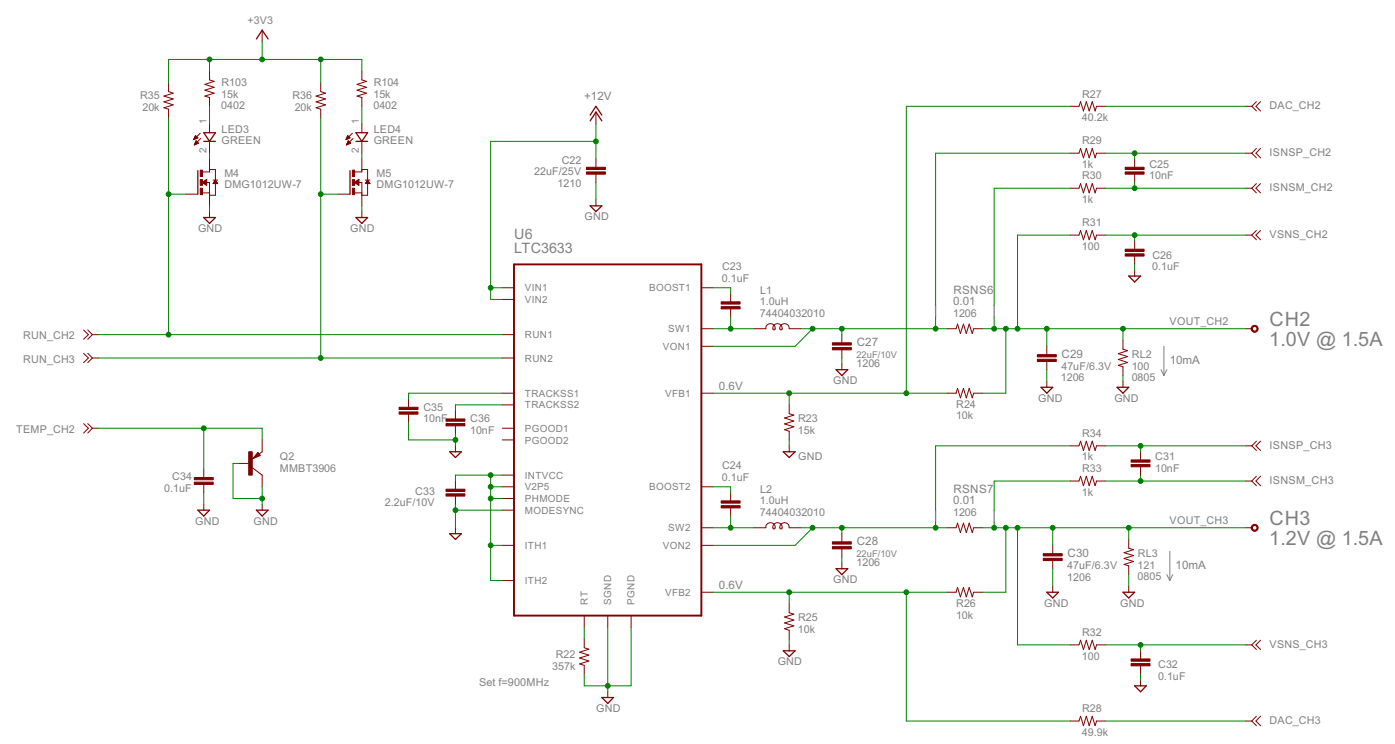 +3V3
R35
20k
R103
15k
0402
R36
20k
R104
15k
0402
1
LED3
GREEN
2
1
LED4
GREEN
2
M4
DMG1012UW-7
M5
DMG1012UW-7
GND
GND
+12V
C22
22uF/25V
1210
GND
U6
LTC3633
RUN_CH2
RUN_CH3
TEMP_CH2
C34
0.1uF
GND
Q2
MMBT3906
GND
C35
10nF
C36
10nF
C33
2.2uF/10V
VIN1
VIN2
RUN1
RUN2
TRACKSS1
TRACKSS2
PGOOD1
PGOOD2
INTVCC
V2P5
PHMODE
MODESYNC
ITH1
ITH2
RT
SGND
PGND
BOOST1
SW1
VON1
VFB1
BOOST2
SW2
VON2
VFB2
R22
357k
Set f=900MHz
GND
C23
0.1uF
L1
1.0uH
74404032010
C27
22uF/10V
1206
GND
0.6V
R23
15k
GND
RSNS6
0.01
1206
R24
10k
R27
40.2k
DAC_CH2
R29
1k
ISNSP_CH2
C25
10nF
R30
1k
ISNSM_CH2
R31
100
VSNS_CH2
C26
0.1uF
VOUT_CH2
CH2
1.0V @ 1.5A
C29
47uF/6.3V
1206
GND
RL2
100
0805
10mA
GND
C24
0.1uF
L2
1.0uH
74404032010
C28
22uF/10V
1206
GND
0.6V
R25
10k
GND
RSNS7
0.01
1206
R26
10k
R34
1k
ISNSP_CH3
C31
10nF
R33
1k
ISNSM_CH3
VOUT_CH3
CH3
1.2V @ 1.5A
C30
47uF/6.3V
1206
GND
RL3
121
0805
10mA
GND
R32
100
VSNS_CH3
C32
0.1uF
R28
49.9k
DAC_CH3